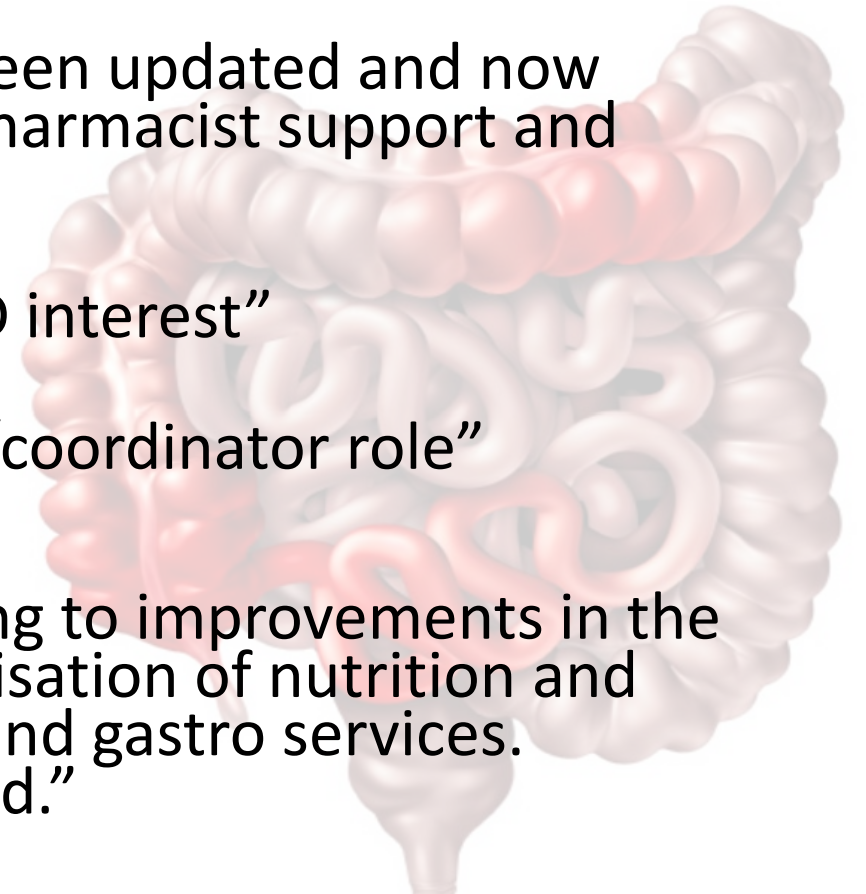 een updated and now
harmacist support and
interest”
coordinator role”
ng to improvements in the
isation of nutrition and
nd gastro services.
d.”